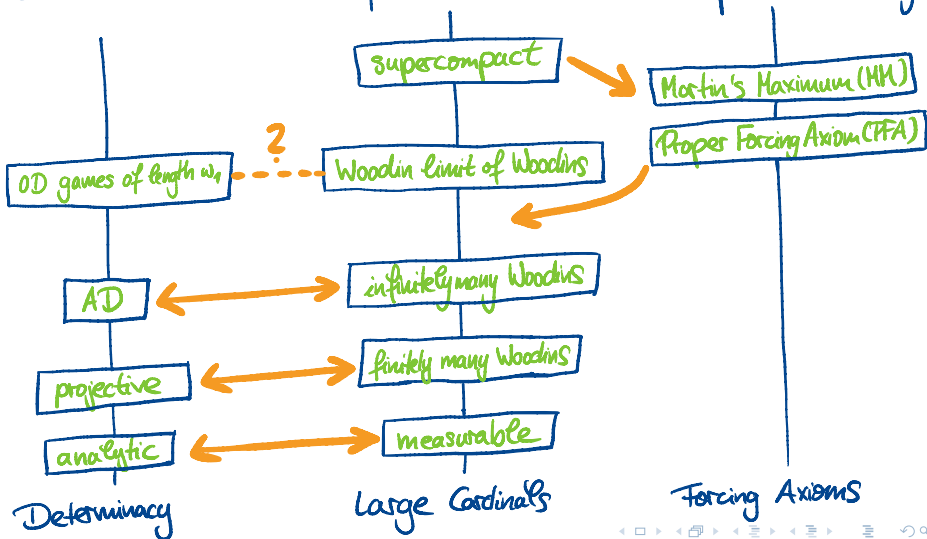 supercompact
Martin's Maximum (MM)
Proper Forcing Axiom (PFA)
?
OD games of length ω₁
Woodin limit of Woodins
AD
infinitely many Woodins
projective
finitely many Woodins
analytic
measurable
Determinacy
Large Cardinals
Forcing Axioms